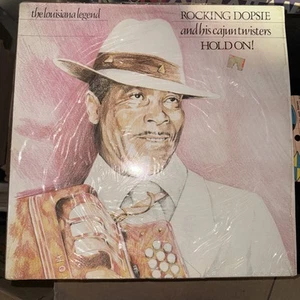 the louisiana legend
ROCKING DOPSIE
and his cajun twisters
HOLD ON!